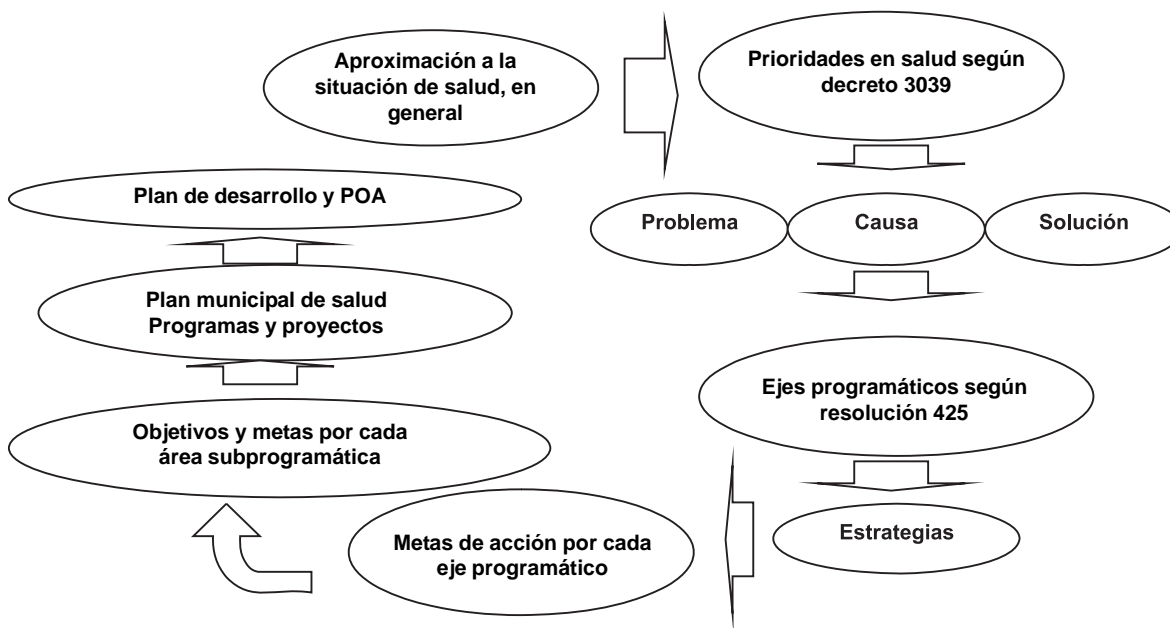 Aproximación a la
situación de salud, en
general
Prioridades en salud según
decreto 3039
Problema
Causa
Solución
Ejes programáticos según
resolución 425
Estrategias
Metas de acción por cada
eje programático
Objetivos y metas por cada
área subprogramática
Plan municipal de salud
Programas y proyectos
Plan de desarrollo y POA